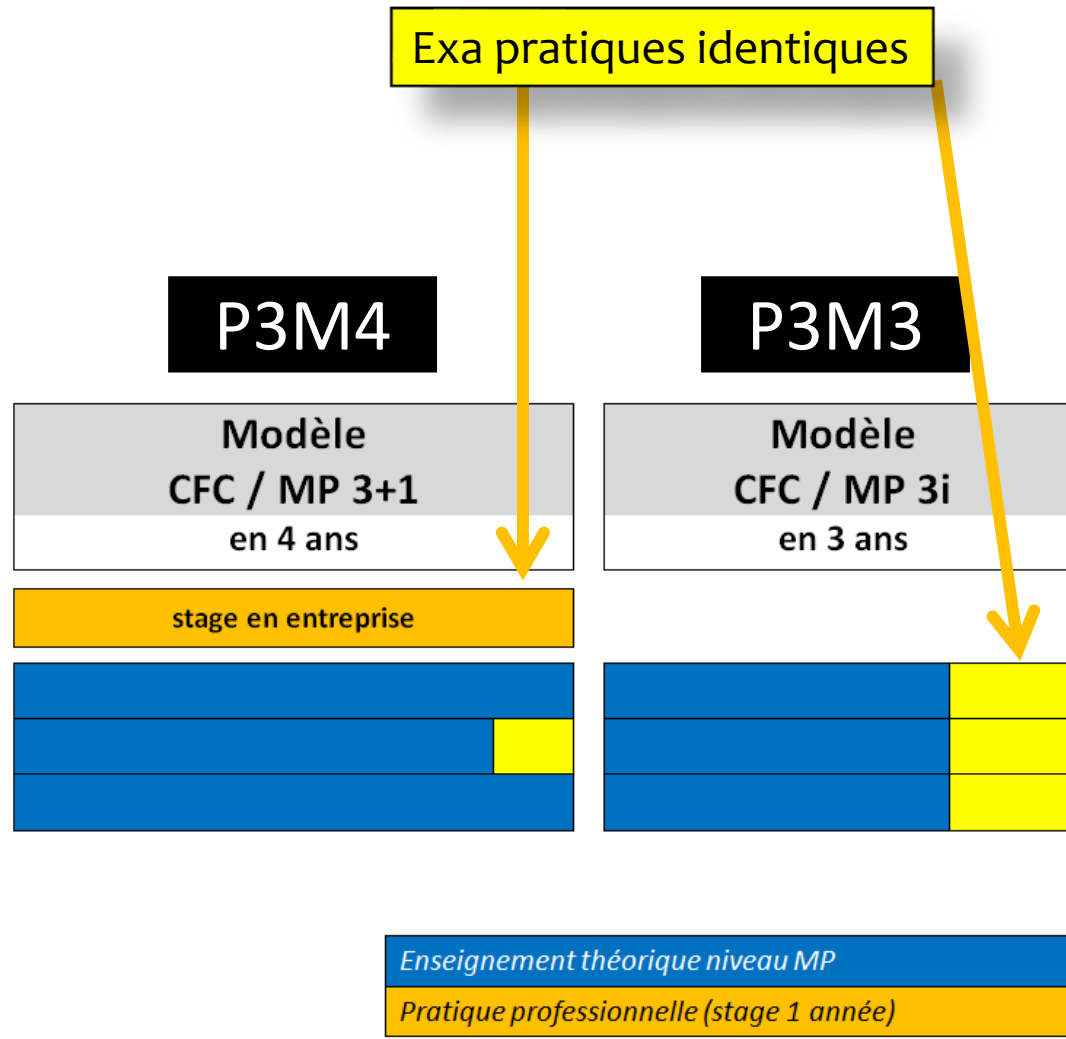 Exa pratiques identiques
P3M4
P3M3
Modèle
CFC / MP 3+1
en 4 ans
Modèle
CFC / MP 3i
en 3 ans
stage en entreprise
Enseignement théorique niveau MP
Pratique professionnelle (stage 1 année)